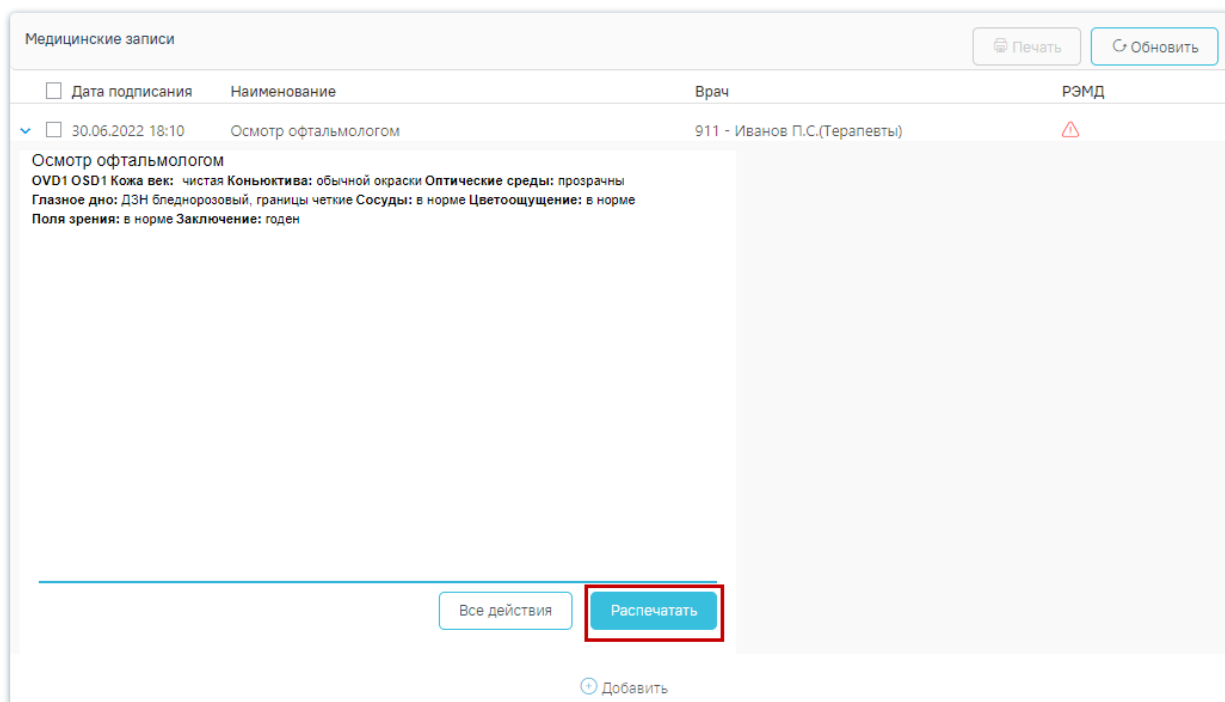 Медицинские записи
Печать
Обновить
Дата подписания Наименование Врач РЭМД
30.06.2022 18:10 Осмотр офтальмологом 911 - Иванов П.С.(Терапевты)
Осмотр офтальмологом
OVD1 OSD1 Кожа век: чистая Коньюктива: обычной окраски Оптические среды: прозрачны
Глазное дно: ДЗН бледнорозовый, границы четкие Сосуды: в норме Цветоощущение: в норме
Поля зрения: в норме Заключение: годен
Все действия
Распечатать
Добавить